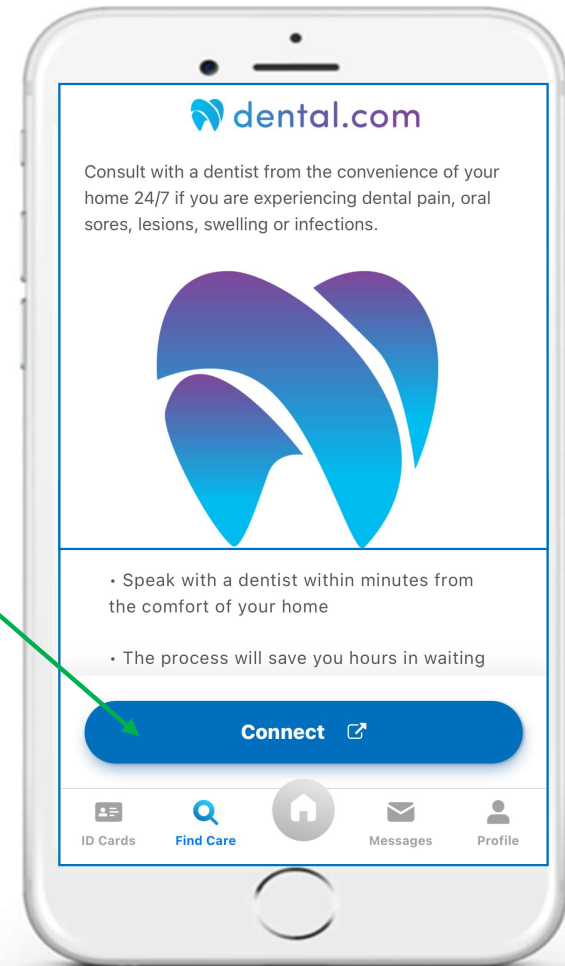 dental.com
Consult with a dentist from the convenience of your
home 24/7 if you are experiencing dental pain, oral
sores, lesions, swelling or infections.
• Speak with a dentist within minutes from
the comfort of your home
• The process will save you hours in waiting
Connect
ID Cards
Find Care
Messages
Profile